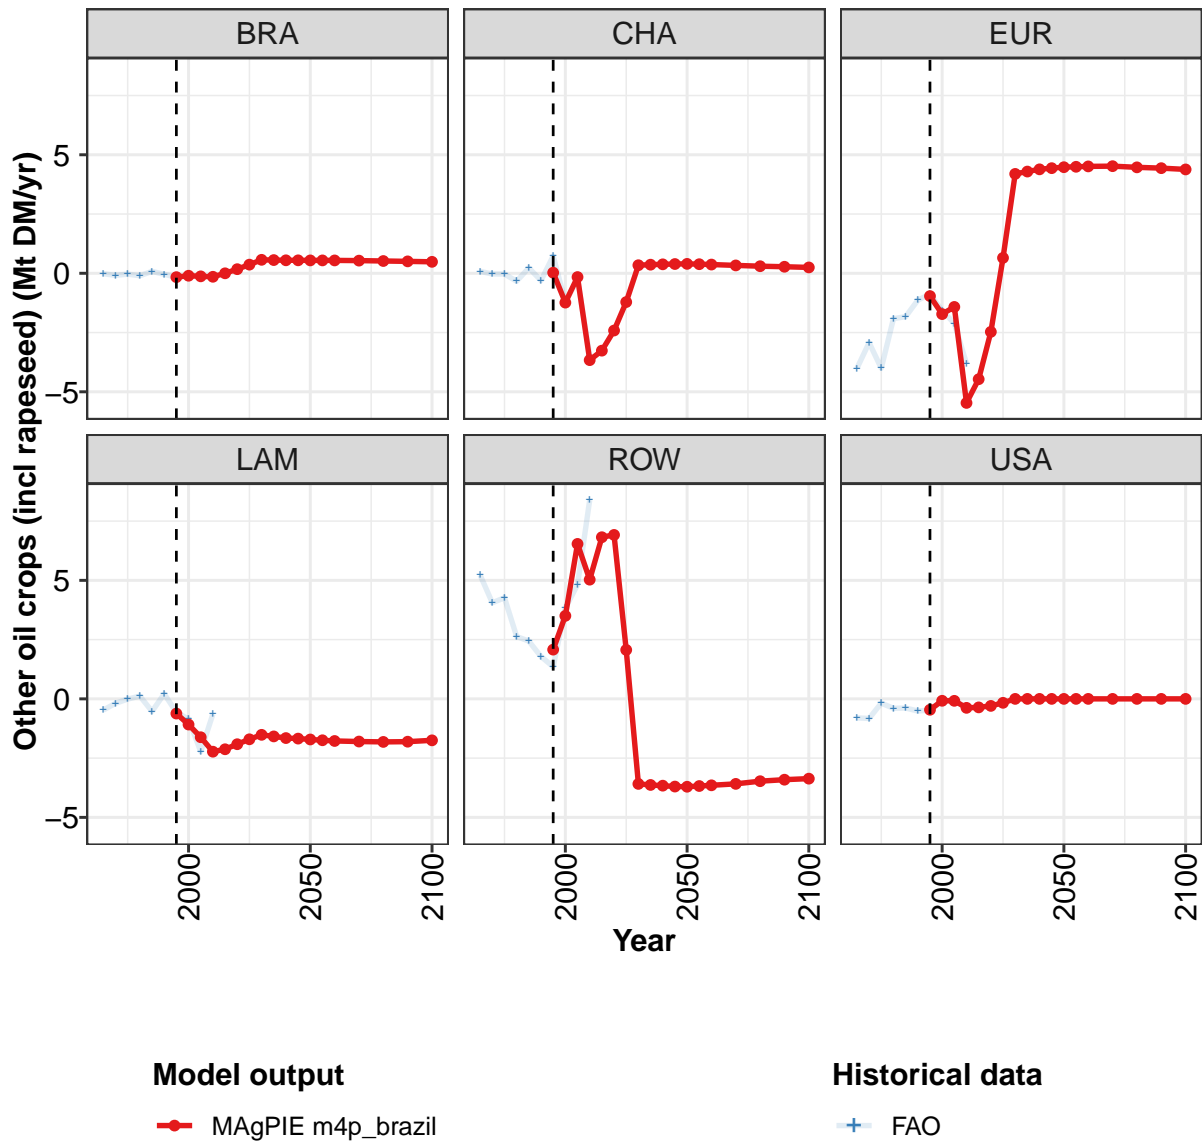 BRA CHA EUR
5
0
−5
LAM ROW USA
5
0
−5
Other oil crops (incl rapeseed) (Mt DM/yr)
2000 2050 2100 2000 2050 2100 2000 2050 2100
Year
Model output Historical data
MAgPIE m4p_brazil FAO